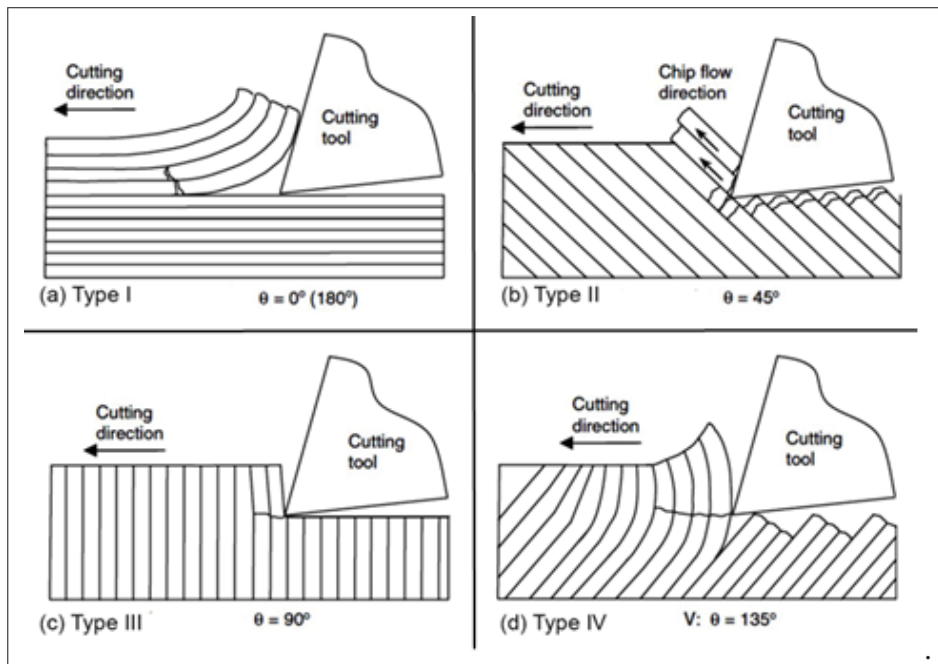 Cutting
direction
Cutting
tool
(a) Type I
θ = 0° (180°)
Cutting
direction
Chip flow
direction
Cutting
tool
(b) Type II
θ = 45°
Cutting
direction
Cutting
tool
(c) Type III
θ = 90°
Cutting
direction
Cutting
tool
(d) Type IV
V: θ = 135°
.